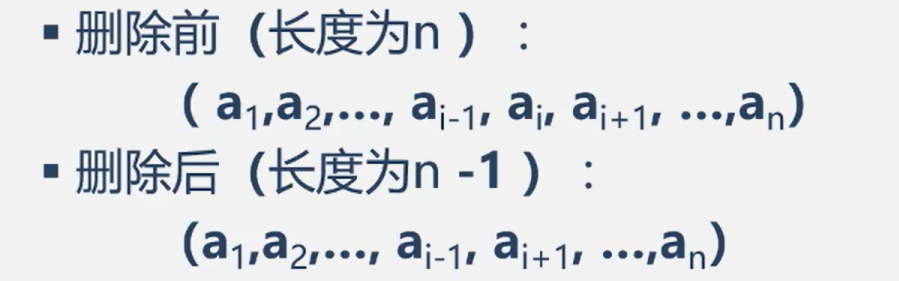 ▪ 删除前（长度为n ）：
( a₁,a₂,..., aᵢ₋₁, aᵢ, aᵢ₊₁, ...,aₙ)
▪ 删除后（长度为n -1 ）：
(a₁,a₂,..., aᵢ₋₁, aᵢ₊₁, ...,aₙ)